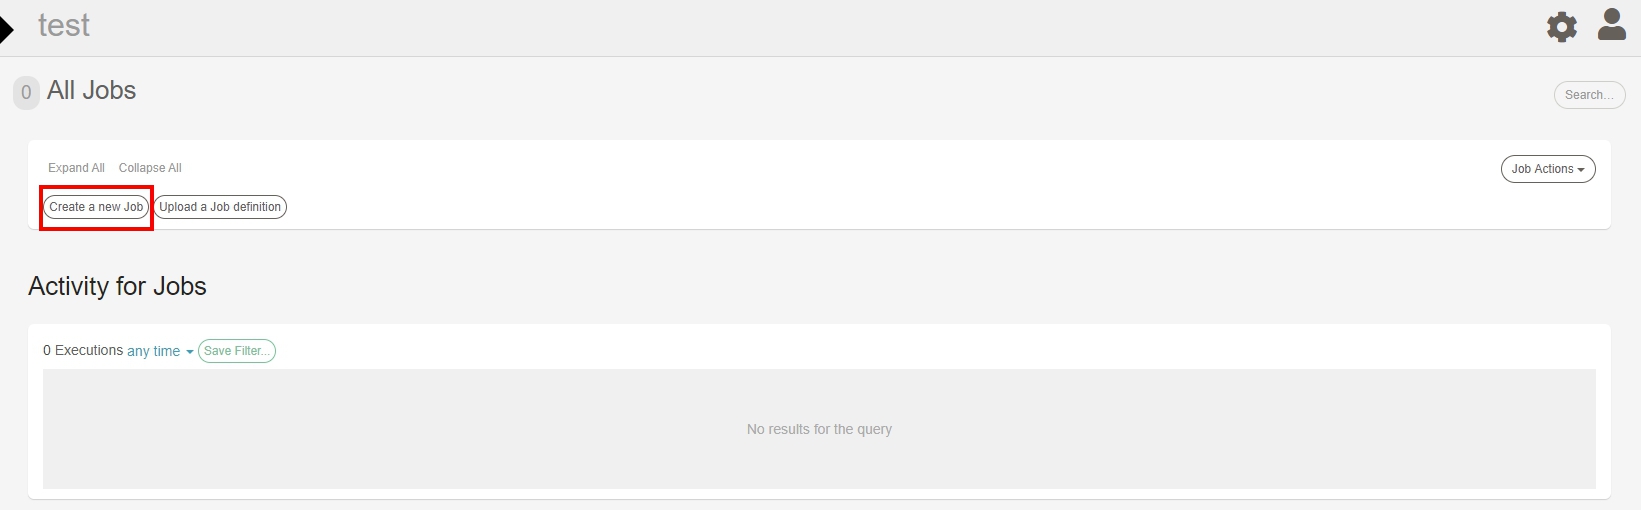 test
0 All Jobs
Search...
Expand All Collapse All
Job Actions
Create a new Job Upload a Job definition
Activity for Jobs
0 Executions any time Save Filter...
No results for the query